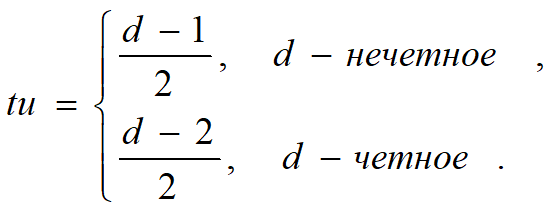 tu = { (d − 1)/2, d − нечетное ,
(d − 2)/2, d − четное .